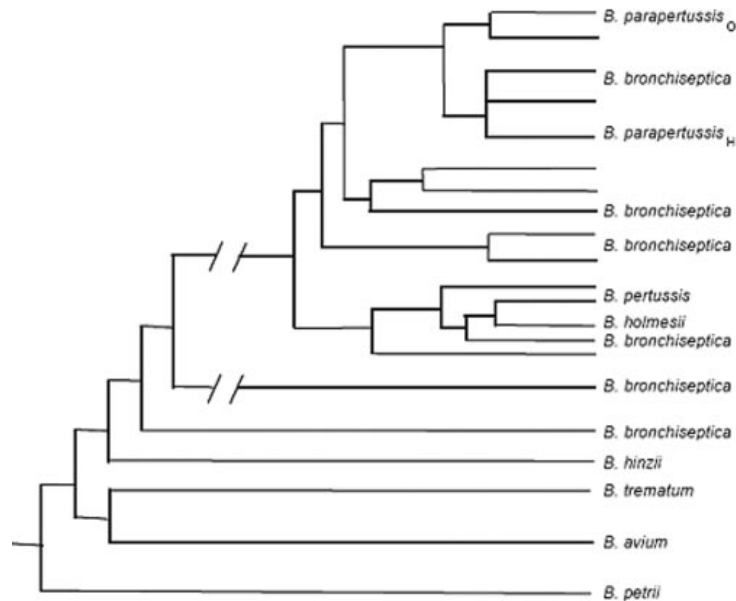 B. parapertussis O
B. bronchiseptica
B. parapertussis H
B. bronchiseptica
B. bronchiseptica
B. pertussis
B. holmesii
B. bronchiseptica
B. bronchiseptica
B. bronchiseptica
B. hinzii
B. trematum
B. avium
B. petrii